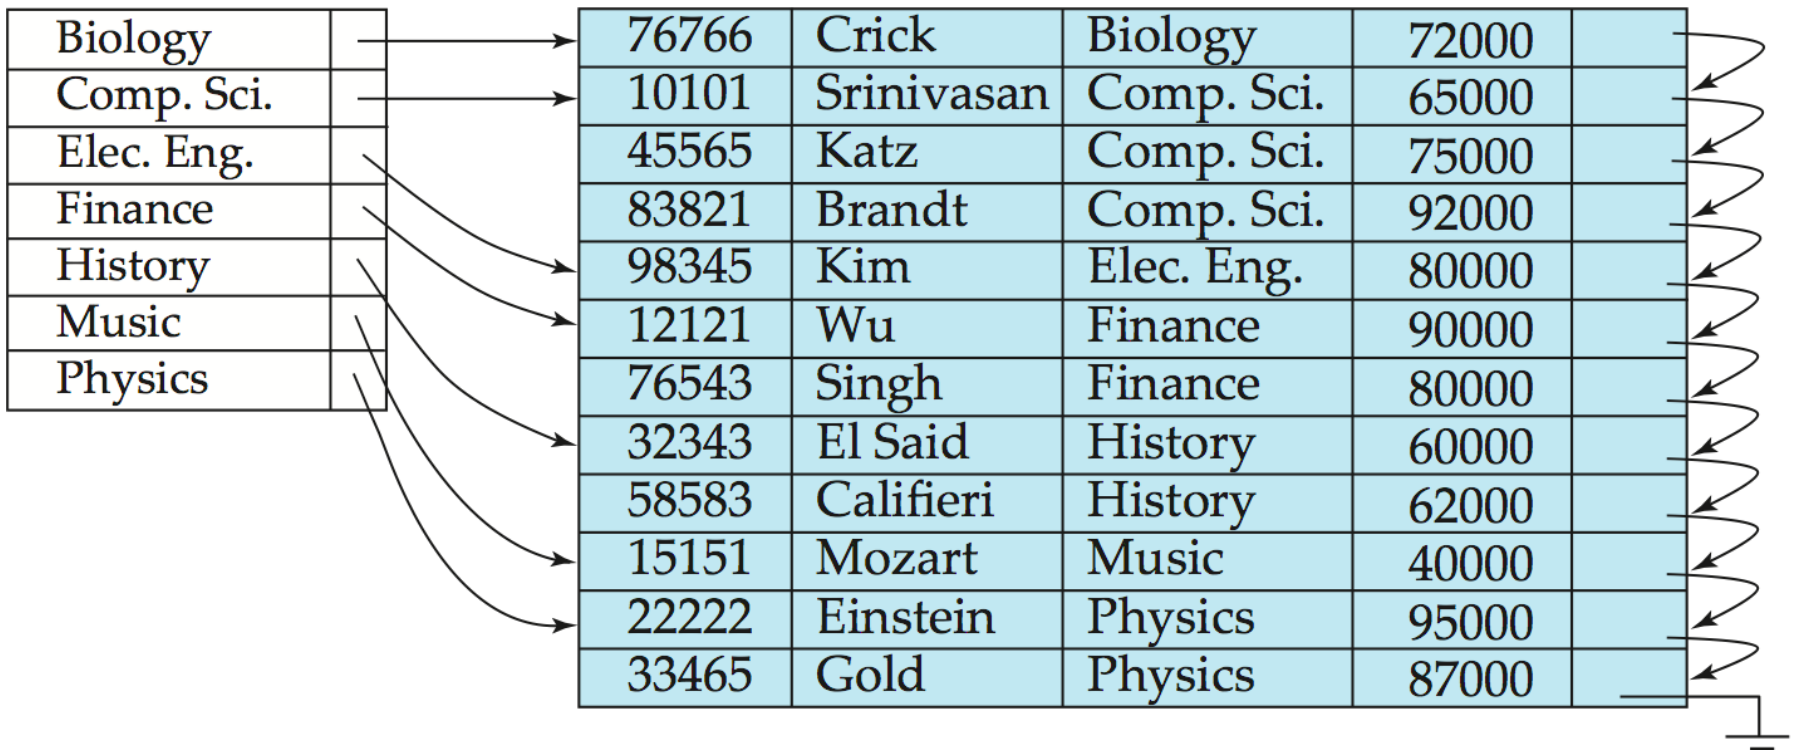 Biology
Comp. Sci.
Elec. Eng.
Finance
History
Music
Physics
76766 Crick Biology 72000
10101 Srinivasan Comp. Sci. 65000
45565 Katz Comp. Sci. 75000
83821 Brandt Comp. Sci. 92000
98345 Kim Elec. Eng. 80000
12121 Wu Finance 90000
76543 Singh Finance 80000
32343 El Said History 60000
58583 Califieri History 62000
15151 Mozart Music 40000
22222 Einstein Physics 95000
33465 Gold Physics 87000